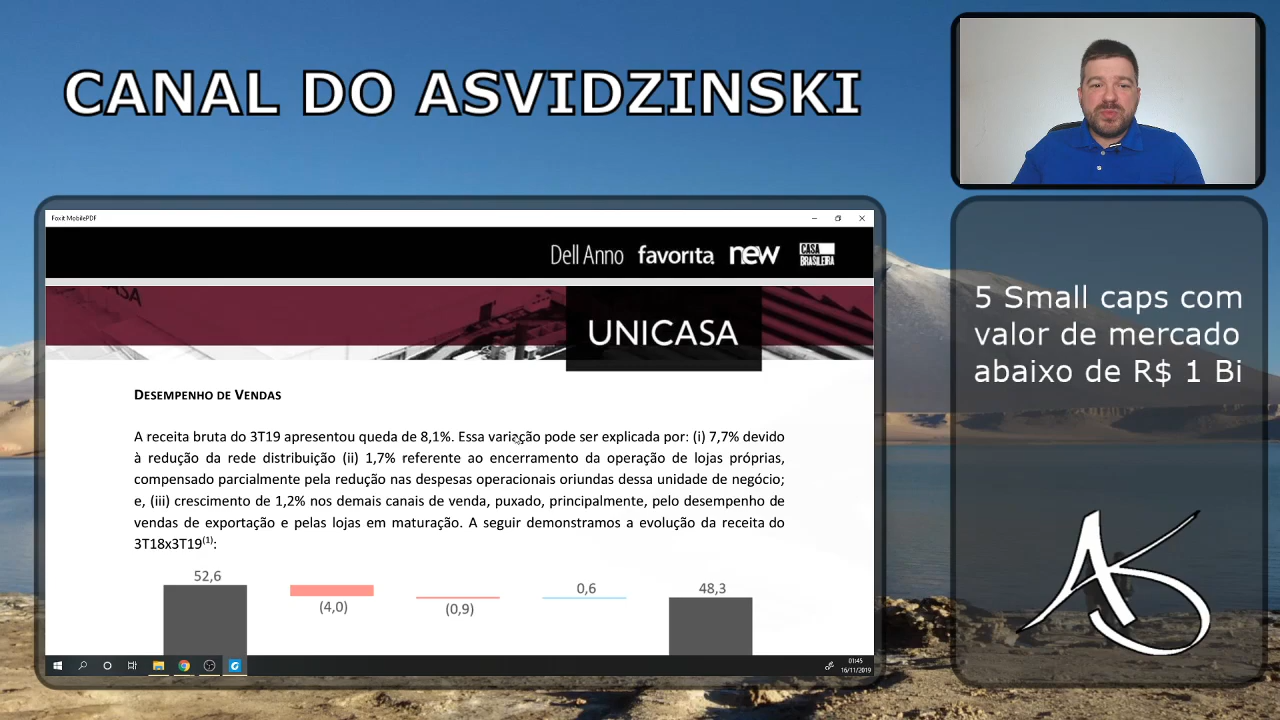 CANAL DO ASVIDZINSKI
Foxit MobilePDF
Dell Anno favorita new CASA BRASILEIRA
UNICASA
DESEMPENHO DE VENDAS
A receita bruta do 3T19 apresentou queda de 8,1%. Essa variação pode ser explicada por: (i) 7,7% devido
à redução da rede distribuição (ii) 1,7% referente ao encerramento da operação de lojas próprias,
compensado parcialmente pela redução nas despesas operacionais oriundas dessa unidade de negócio;
e, (iii) crescimento de 1,2% nos demais canais de venda, puxado, principalmente, pelo desempenho de
vendas de exportação e pelas lojas em maturação. A seguir demonstramos a evolução da receita do
3T18x3T19(1):
52,6
(4,0)
(0,9)
0,6
48,3
01:45
16/11/2019
5 Small caps com
valor de mercado
abaixo de R$ 1 Bi